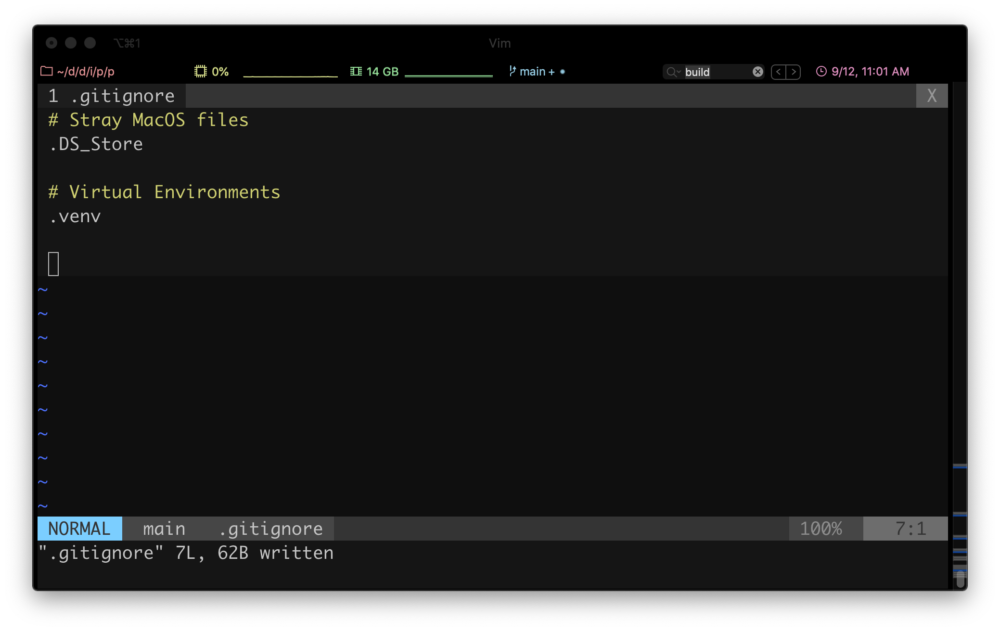 ⌥⌘1 Vim
~/d/d/i/p/p 0% 14 GB main + build 9/12, 11:01 AM
1 .gitignore X
# Stray MacOS files
.DS_Store
# Virtual Environments
.venv
~
~
~
~
~
~
~
~
~
~
NORMAL main .gitignore 100% 7:1
".gitignore" 7L, 62B written